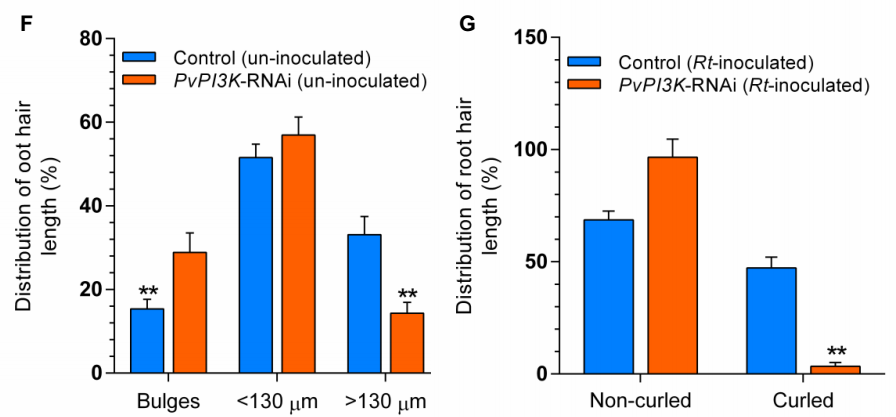 F
Distribution of oot hair
length (%)
80
60
40
20
0
Control (un-inoculated)
PvPI3K-RNAi (un-inoculated)
**
**
Bulges
<130 μm
>130 μm
G
Distribution of root hair
length (%)
150
100
50
0
Control (Rt-inoculated)
PvPI3K-RNAi (Rt-inoculated)
**
Non-curled
Curled